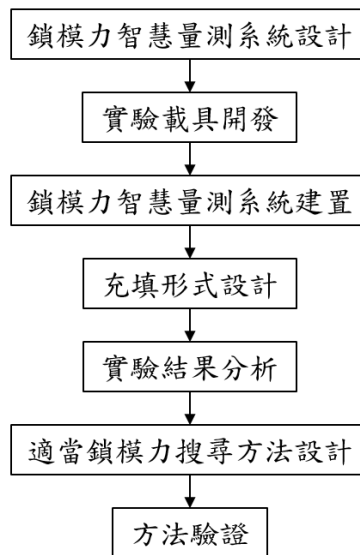 鎖模力智慧量測系統設計
實驗載具開發
鎖模力智慧量測系統建置
充填形式設計
實驗結果分析
適當鎖模力搜尋方法設計
方法驗證